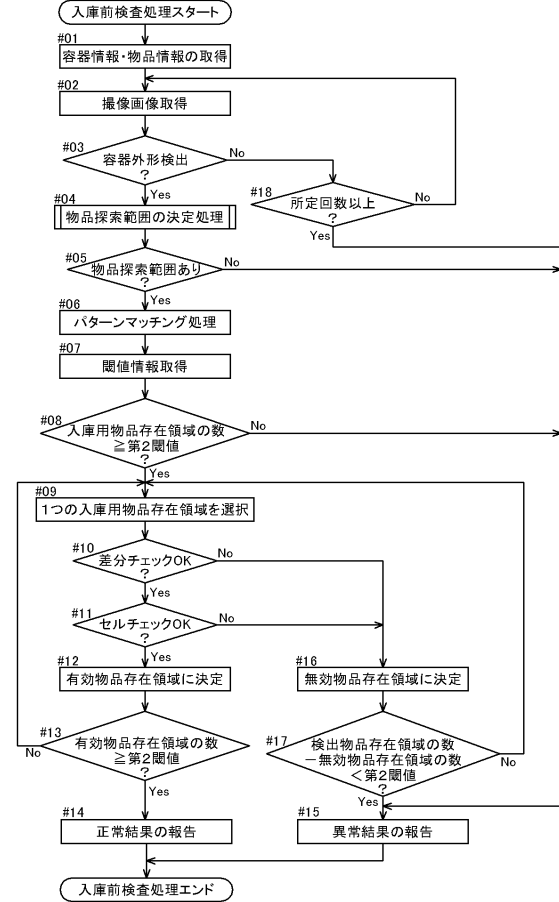 入庫前検査処理スタート
#01
容器情報・物品情報の取得
#02
撮像画像取得
#03
容器外形検出
?
No
Yes
#18
所定回数以上
?
No
Yes
#04
物品探索範囲の決定処理
#05
物品探索範囲あり
?
No
Yes
#06
パターンマッチング処理
#07
閾値情報取得
#08
入庫用物品存在領域の数
≧第2閾値
?
No
Yes
#09
1つの入庫用物品存在領域を選択
#10
差分チェックOK
?
No
Yes
#11
セルチェックOK
?
No
Yes
#12
有効物品存在領域に決定
#16
無効物品存在領域に決定
#13
有効物品存在領域の数
≧第2閾値
?
No
Yes
#17
検出物品存在領域の数
−無効物品存在領域の数
<第2閾値
?
No
Yes
#14
正常結果の報告
#15
異常結果の報告
入庫前検査処理エンド